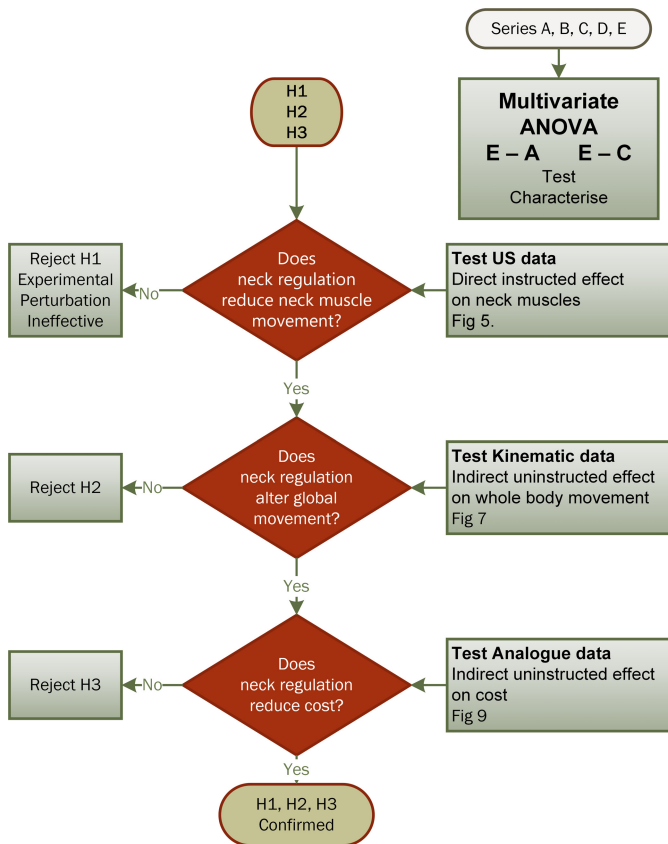 Series A, B, C, D, E
Multivariate
ANOVA
E – A E – C
Test
Characterise
H1
H2
H3
Does
neck regulation
reduce neck muscle
movement?
No
Reject H1
Experimental
Perturbation
Ineffective
Test US data
Direct instructed effect
on neck muscles
Fig 5.
Yes
Does
neck regulation
alter global
movement?
No
Reject H2
Test Kinematic data
Indirect uninstructed effect
on whole body movement
Fig 7
Yes
Does
neck regulation
reduce cost?
No
Reject H3
Test Analogue data
Indirect uninstructed effect
on cost
Fig 9
Yes
H1, H2, H3
Confirmed